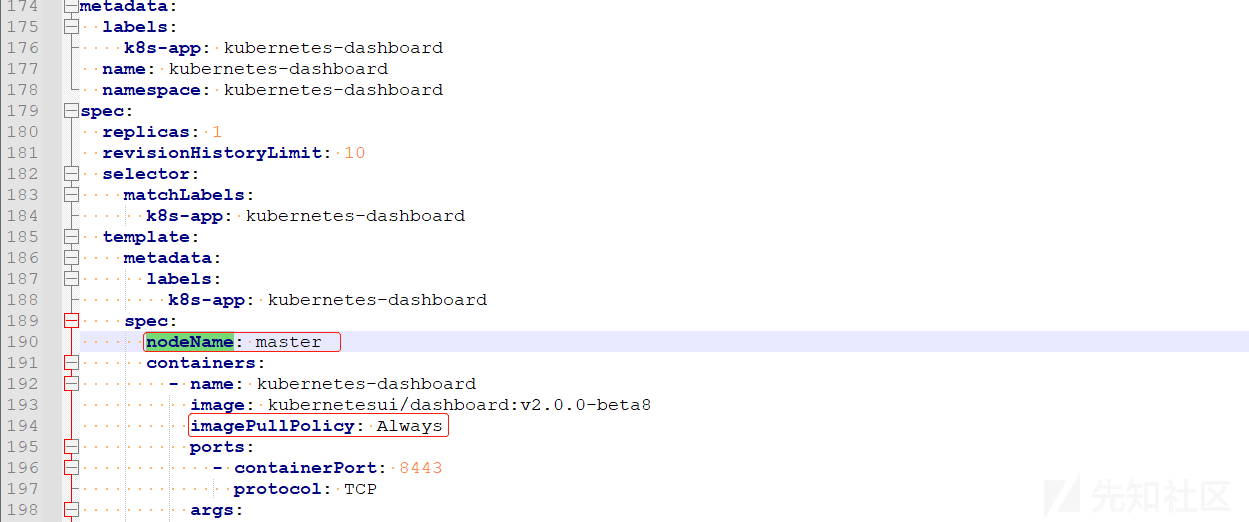 174 metadata:
175 labels:
176 k8s-app: kubernetes-dashboard
177 name: kubernetes-dashboard
178 namespace: kubernetes-dashboard
179 spec:
180 replicas: 1
181 revisionHistoryLimit: 10
182 selector:
183 matchLabels:
184 k8s-app: kubernetes-dashboard
185 template:
186 metadata:
187 labels:
188 k8s-app: kubernetes-dashboard
189 spec:
190 nodeName: master
191 containers:
192 - name: kubernetes-dashboard
193 image: kubernetesui/dashboard:v2.0.0-beta8
194 imagePullPolicy: Always
195 ports:
196 - containerPort: 8443
197 protocol: TCP
198 args:
先知社区